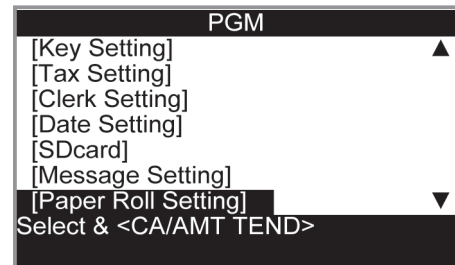 PGM
[Key Setting]
[Tax Setting]
[Clerk Setting]
[Date Setting]
[SDcard]
[Message Setting]
[Paper Roll Setting]
Select & <CA/AMT TEND>